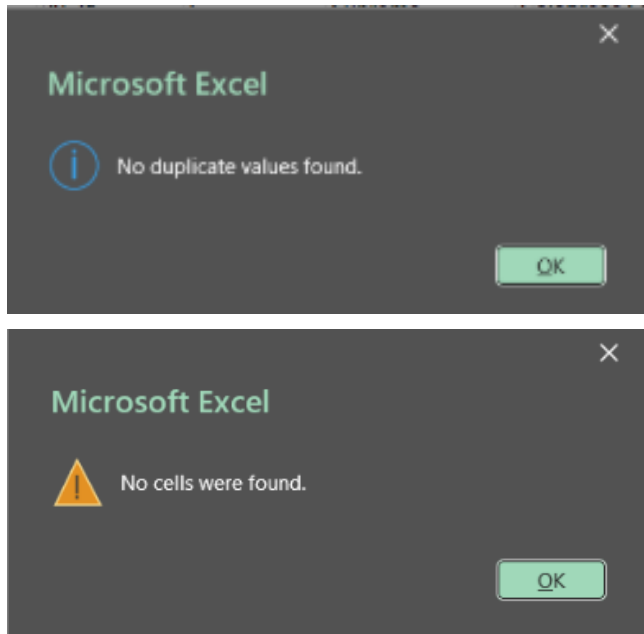 Microsoft Excel
No duplicate values found.
OK
Microsoft Excel
No cells were found.
OK